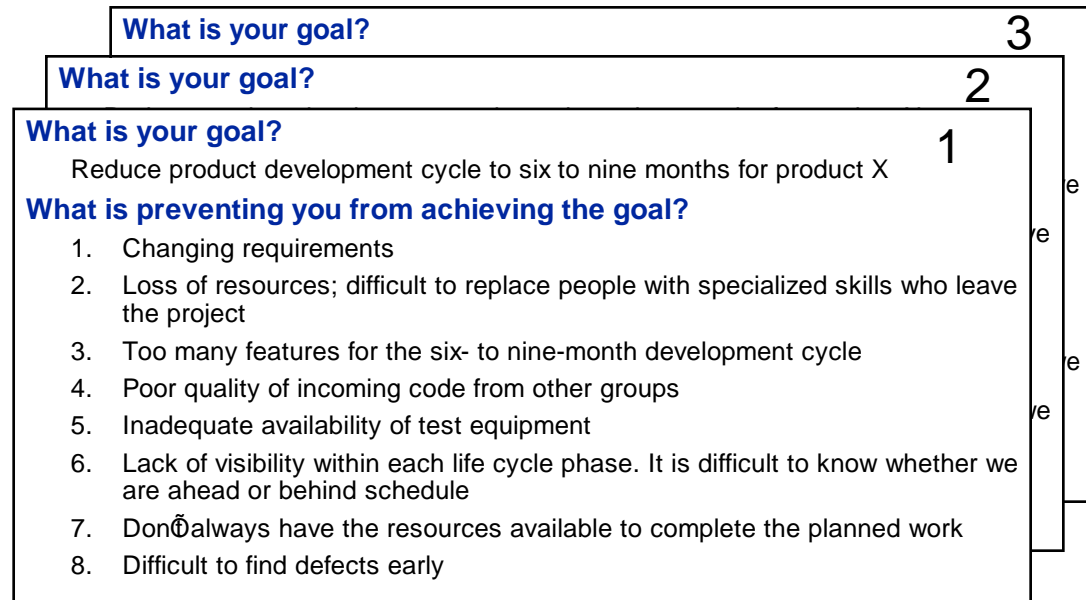 What is your goal? 3
What is your goal? 2
What is your goal? 1
Reduce product development cycle to six to nine months for product X
What is preventing you from achieving the goal?
1. Changing requirements
2. Loss of resources; difficult to replace people with specialized skills who leave
the project
3. Too many features for the six- to nine-month development cycle
4. Poor quality of incoming code from other groups
5. Inadequate availability of test equipment
6. Lack of visibility within each life cycle phase. It is difficult to know whether we
are ahead or behind schedule
7. DonÕt always have the resources available to complete the planned work
8. Difficult to find defects early